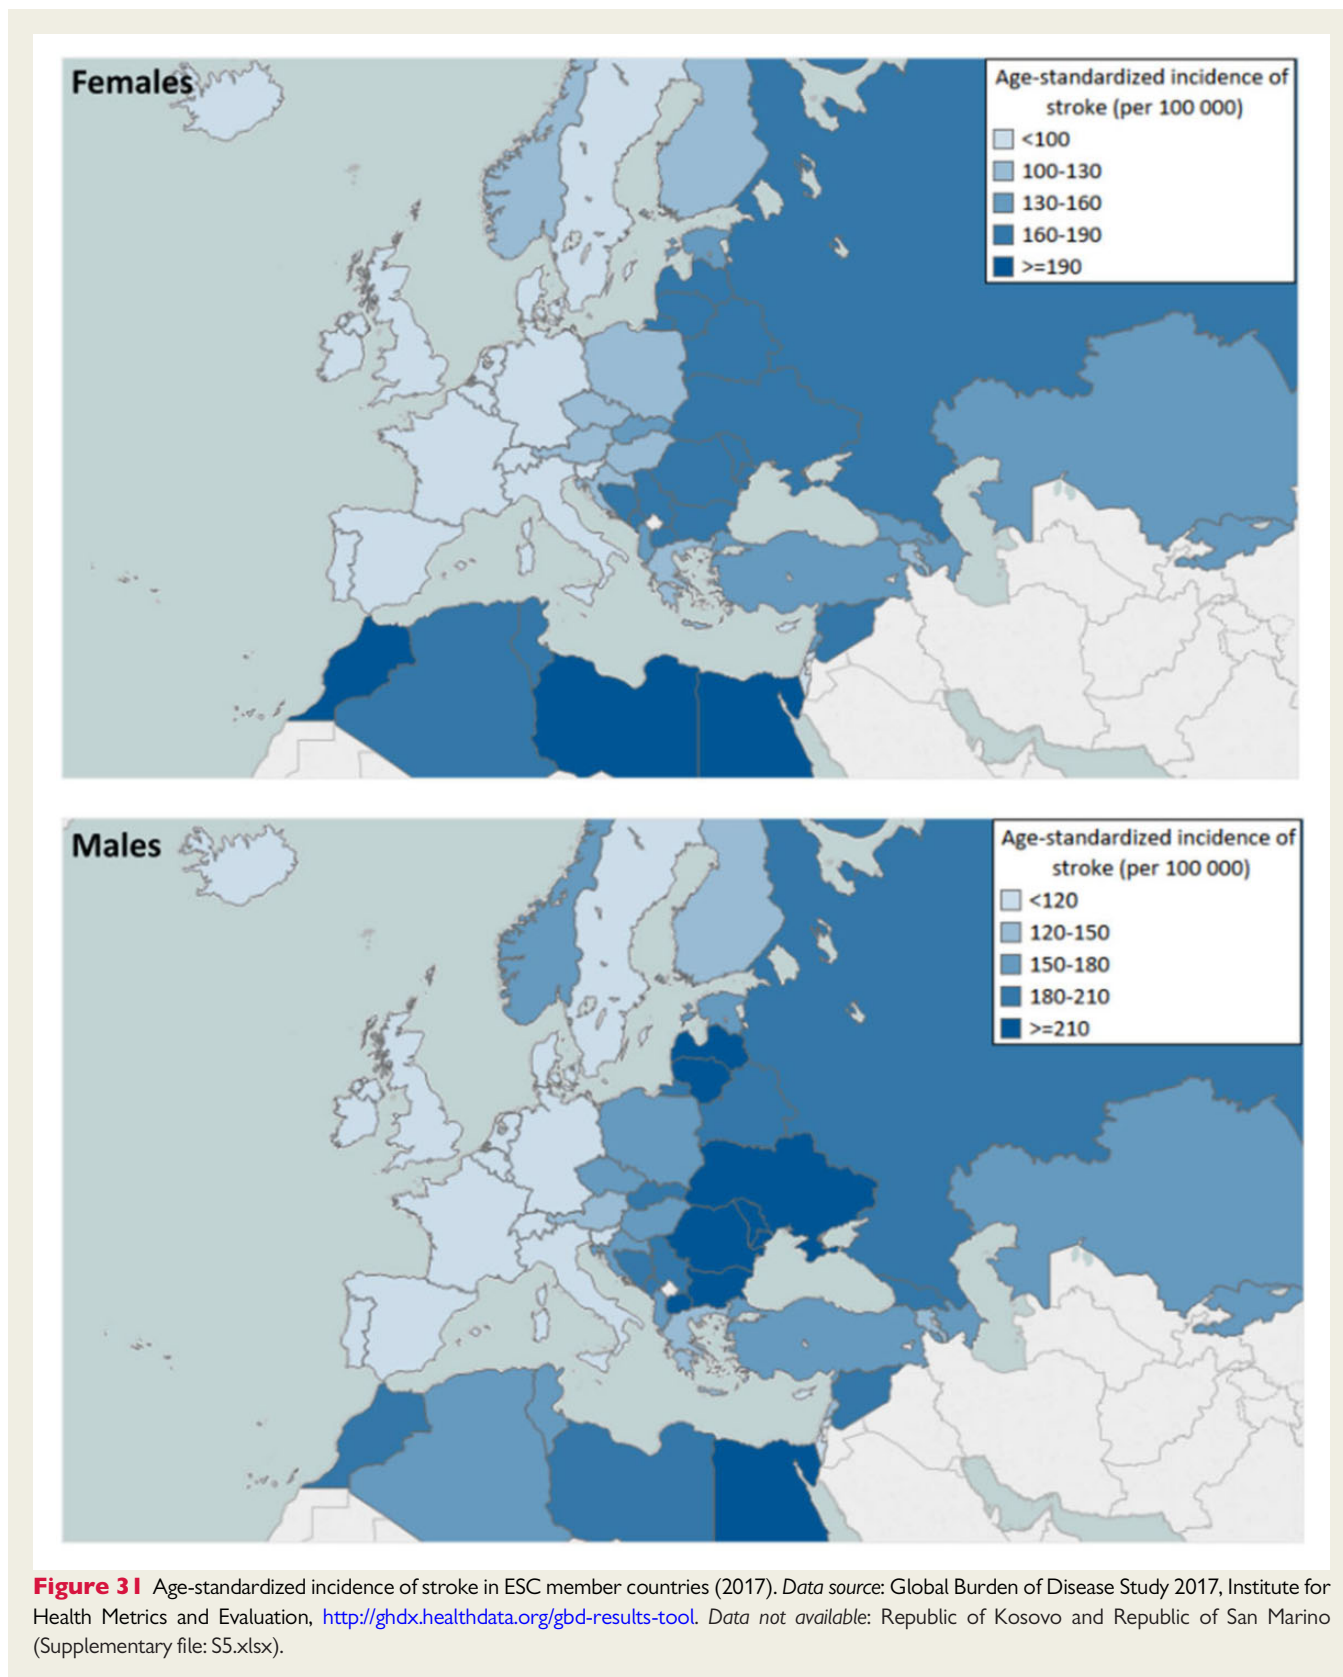 Females
Age-standardized incidence of
stroke (per 100 000)
<100
100-130
130-160
160-190
>=190
Males
Age-standardized incidence of
stroke (per 100 000)
<120
120-150
150-180
180-210
>=210
Figure 31 Age-standardized incidence of stroke in ESC member countries (2017). Data source: Global Burden of Disease Study 2017, Institute for
Health Metrics and Evaluation, http://ghdx.healthdata.org/gbd-results-tool. Data not available: Republic of Kosovo and Republic of San Marino
(Supplementary file: S5.xlsx).